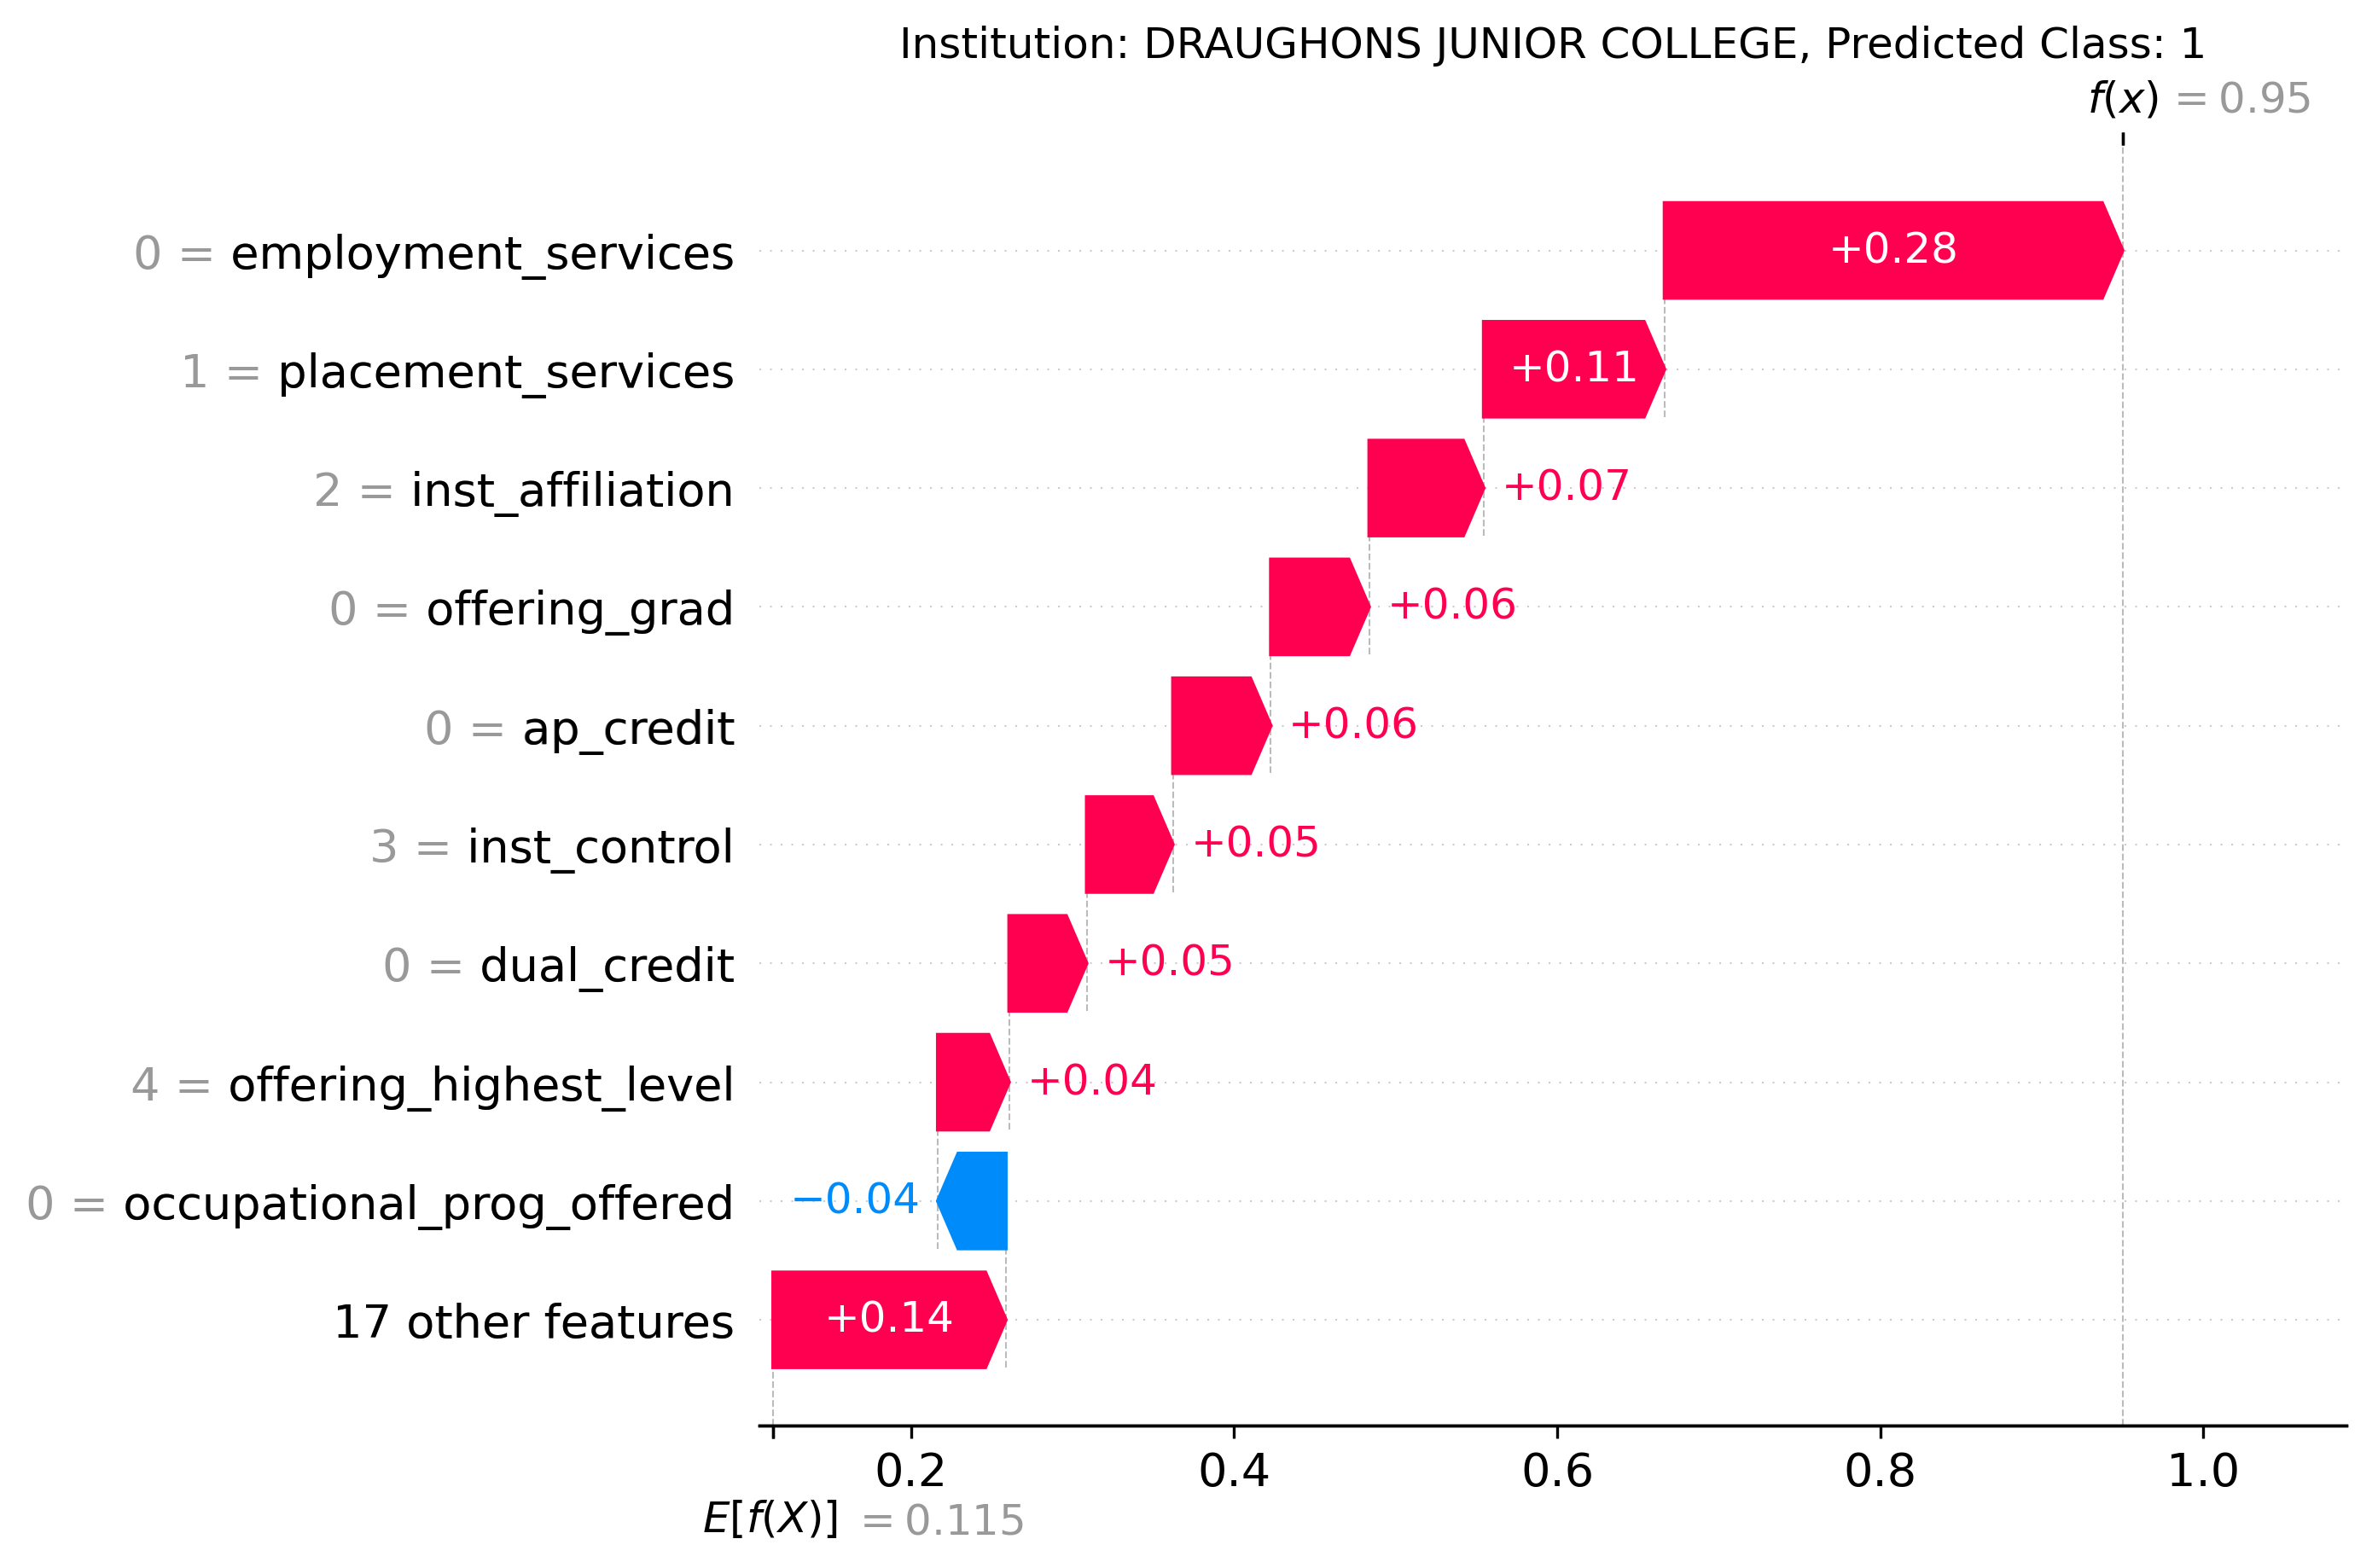 Institution: DRAUGHONS JUNIOR COLLEGE, Predicted Class: 1
f(x) = 0.95
0 = employment_services +0.28
1 = placement_services +0.11
2 = inst_affiliation +0.07
0 = offering_grad +0.06
0 = ap_credit +0.06
3 = inst_control +0.05
0 = dual_credit +0.05
4 = offering_highest_level +0.04
0 = occupational_prog_offered −0.04
17 other features +0.14
0.2 0.4 0.6 0.8 1.0
E[f(X)] = 0.115